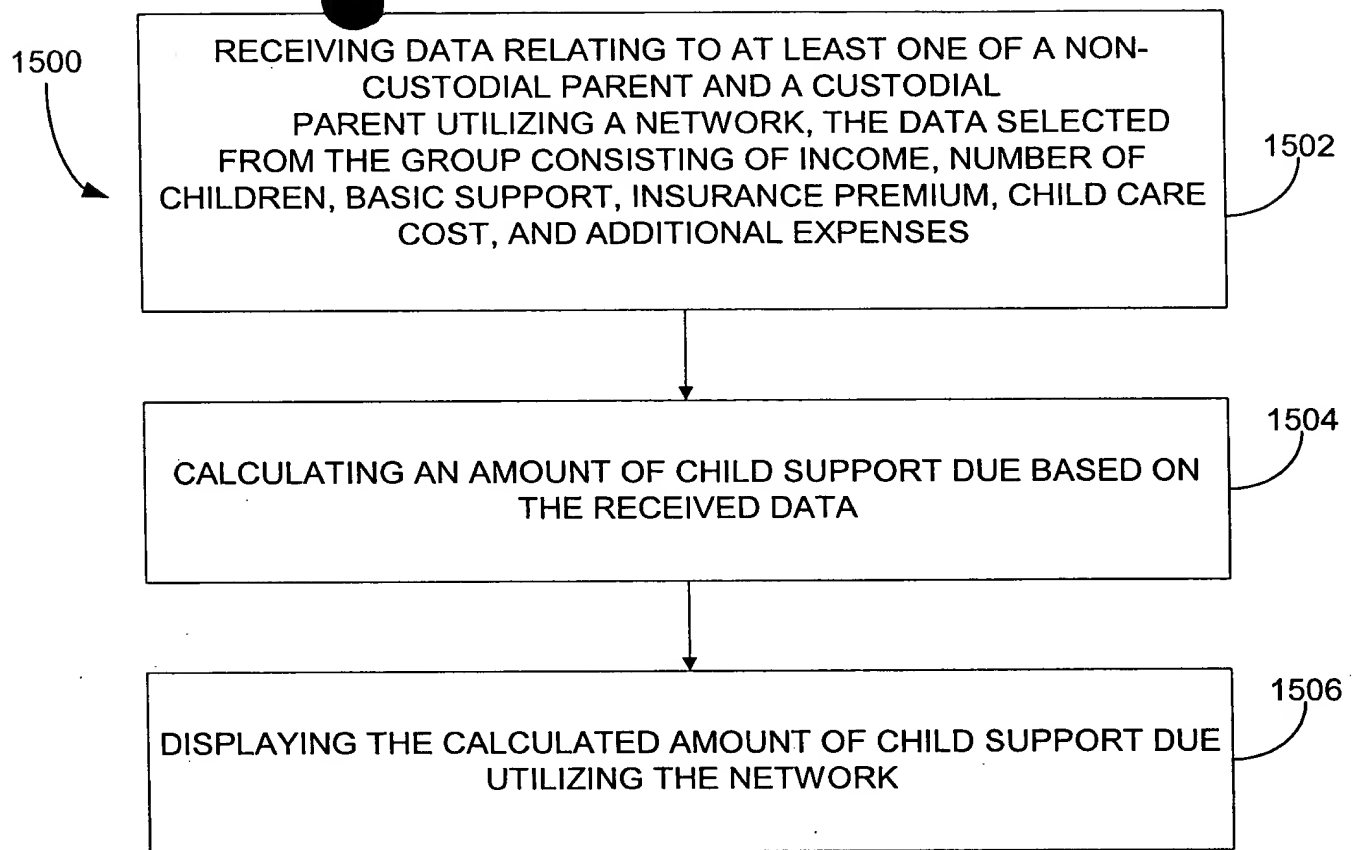 1500
RECEIVING DATA RELATING TO AT LEAST ONE OF A NON-
CUSTODIAL PARENT AND A CUSTODIAL
PARENT UTILIZING A NETWORK, THE DATA SELECTED
FROM THE GROUP CONSISTING OF INCOME, NUMBER OF
CHILDREN, BASIC SUPPORT, INSURANCE PREMIUM, CHILD CARE
COST, AND ADDITIONAL EXPENSES
1502
CALCULATING AN AMOUNT OF CHILD SUPPORT DUE BASED ON
THE RECEIVED DATA
1504
DISPLAYING THE CALCULATED AMOUNT OF CHILD SUPPORT DUE
UTILIZING THE NETWORK
1506